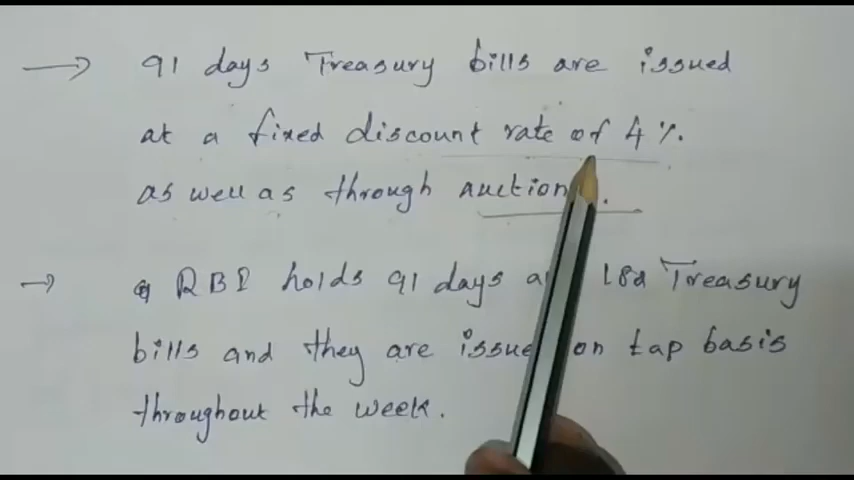 → 91 days Treasury bills are issued
at a fixed discount rate of 4%.
as well as through auction.
→ RBI holds 91 days 182 Treasury
bills and they are issue on tap basis
throughout the week.